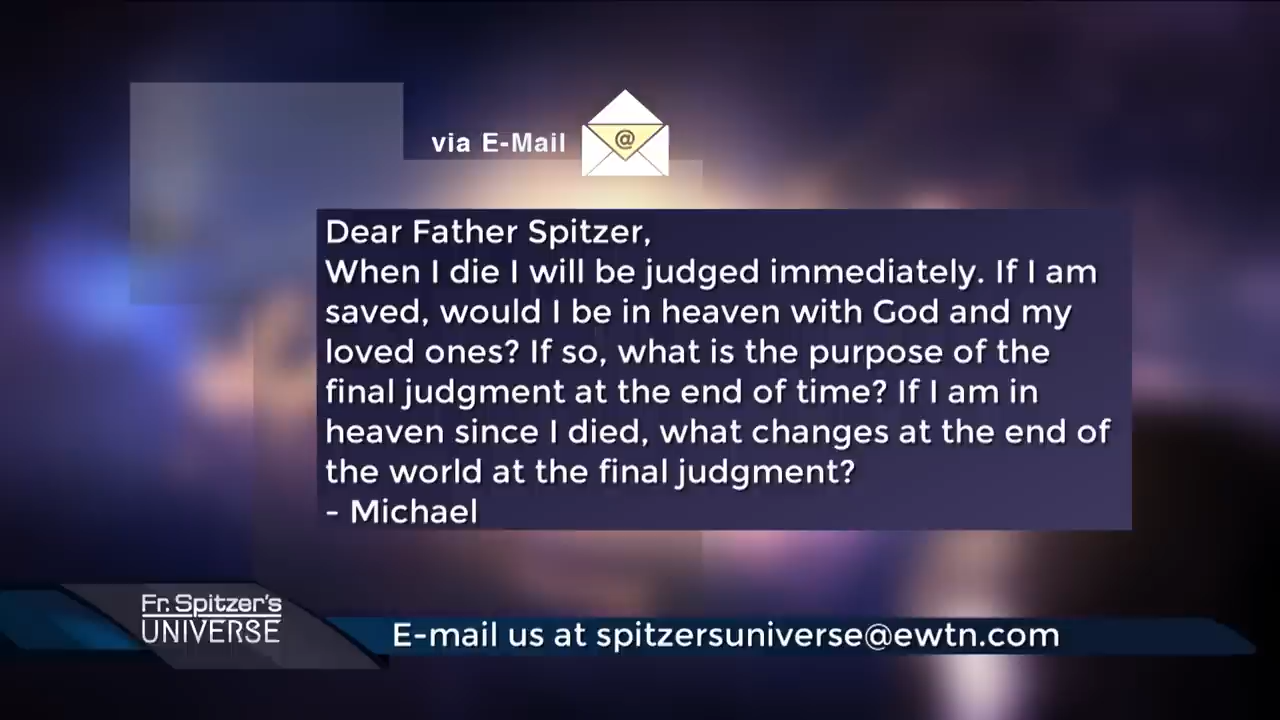 via E-Mail
@
Dear Father Spitzer,
When I die I will be judged immediately. If I am
saved, would I be in heaven with God and my
loved ones? If so, what is the purpose of the
final judgment at the end of time? If I am in
heaven since I died, what changes at the end of
the world at the final judgment?
- Michael
Fr. Spitzer's
UNIVERSE
E-mail us at spitzersuniverse@ewtn.com